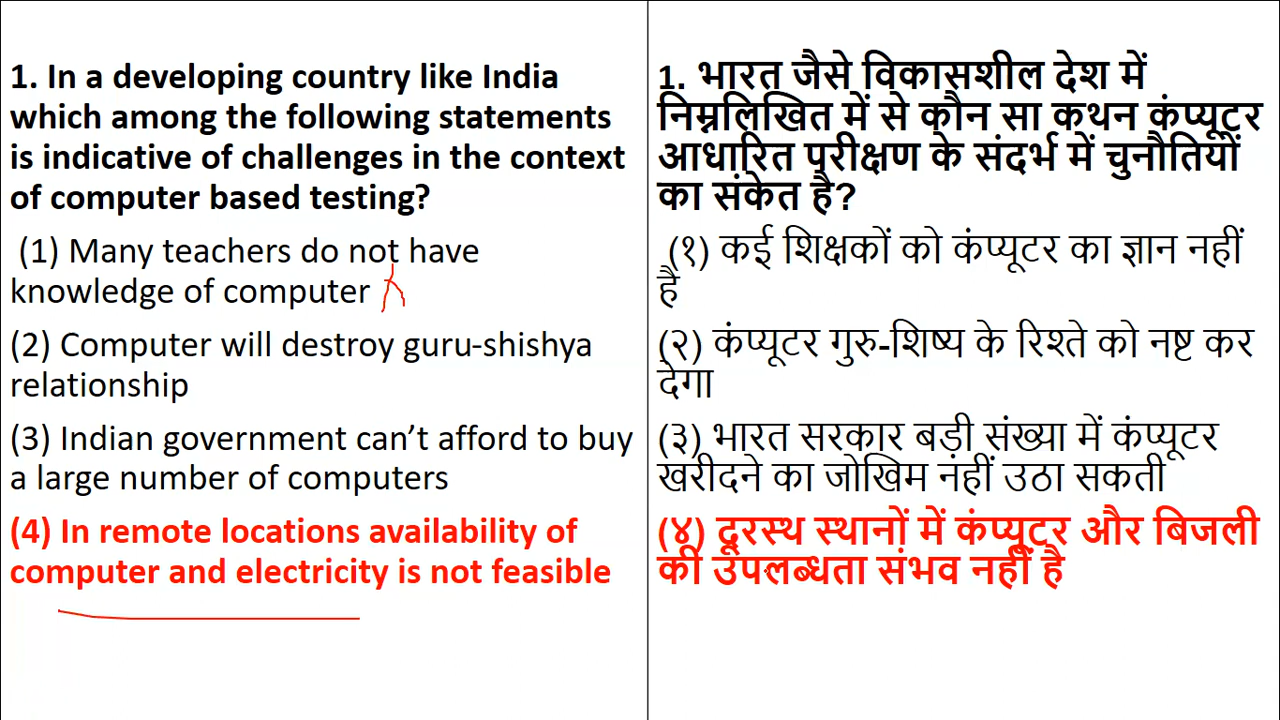 1. In a developing country like India
which among the following statements
is indicative of challenges in the context
of computer based testing?
(1) Many teachers do not have
knowledge of computer
(2) Computer will destroy guru-shishya
relationship
(3) Indian government can’t afford to buy
a large number of computers
(4) In remote locations availability of
computer and electricity is not feasible
1. भारत जैसे विकासशील देश में
निम्नलिखित में से कौन सा कथन कंप्यूटर
आधारित परीक्षण के संदर्भ में चुनौतियों
का संकेत है?
(१) कई शिक्षकों को कंप्यूटर का ज्ञान नहीं
है
(२) कंप्यूटर गुरु-शिष्य के रिश्ते को नष्ट कर
देगा
(३) भारत सरकार बड़ी संख्या में कंप्यूटर
खरीदने का जोखिम नहीं उठा सकती
(४) दूरस्थ स्थानों में कंप्यूटर और बिजली
की उपलब्धता संभव नहीं है